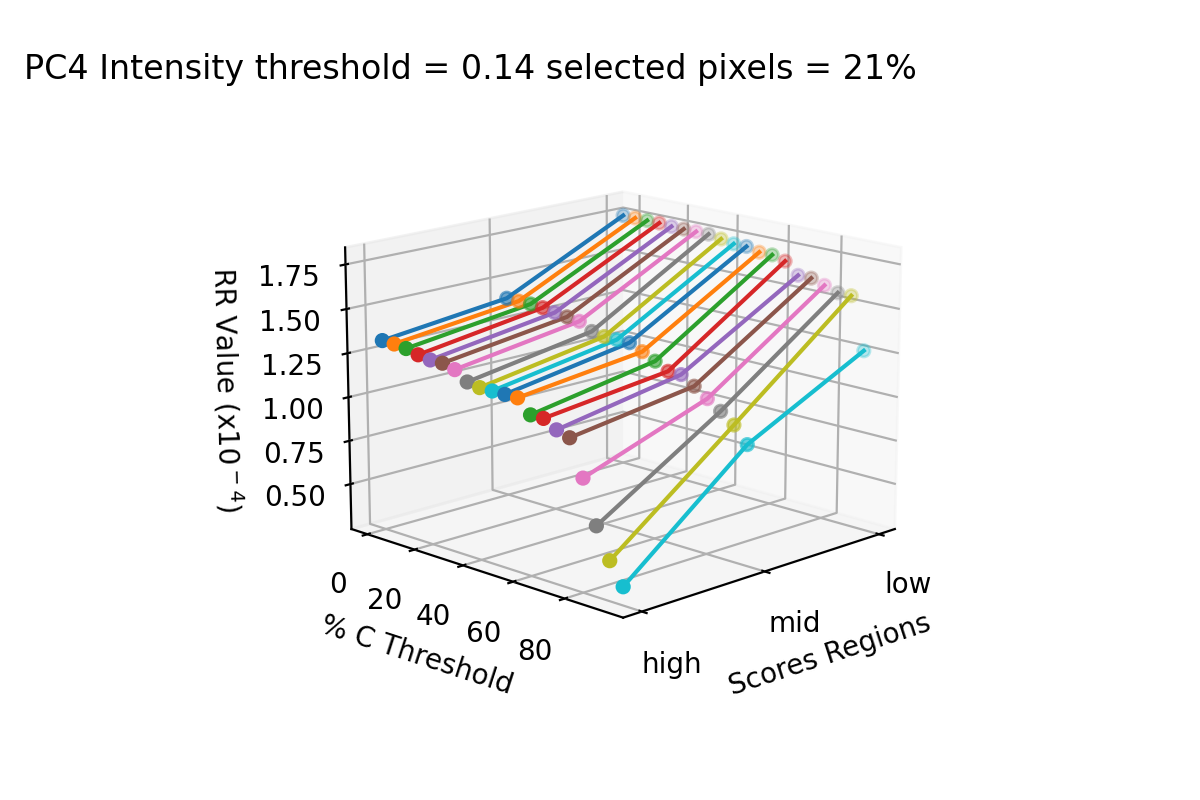 PC4 Intensity threshold = 0.14 selected pixels = 21%
RR Value (x10⁻⁴)
1.75
1.50
1.25
1.00
0.75
0.50
0
20
40
60
80
% C Threshold
high
mid
low
Scores Regions